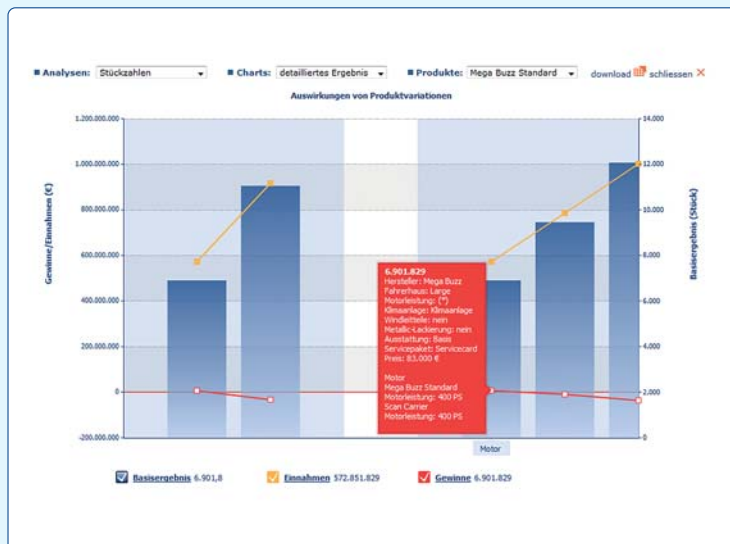 Analysen: Stückzahlen Charts: detailliertes Ergebnis Produkte: Mega Buzz Standard download schliessen
Auswirkungen von Produktvariationen
Gewinne/Einnahmen (€)
1.200.000.000
1.000.000.000
800.000.000
600.000.000
400.000.000
200.000.000
0
-200.000.000
6.901.829
Hersteller: Mega Buzz
Fahrerhaus: Large
Motorleistung: (*)
Klimaanlage: Klimaanlage
Windleitteile: nein
Metallic-Lackierung: nein
Ausstattung: Basis
Servicepaket: Servicecard
Preis: 83.000 €
Motor
Mega Buzz Standard
Motorleistung: 400 PS
Scan Carrier
Motorleistung: 400 PS
14.000
12.000
10.000
8.000
6.000
4.000
2.000
0
Basisergebnis (Stück)
Motor
Basisergebnis 6.901,8 Einnahmen 572.851.829 Gewinne 6.901.829